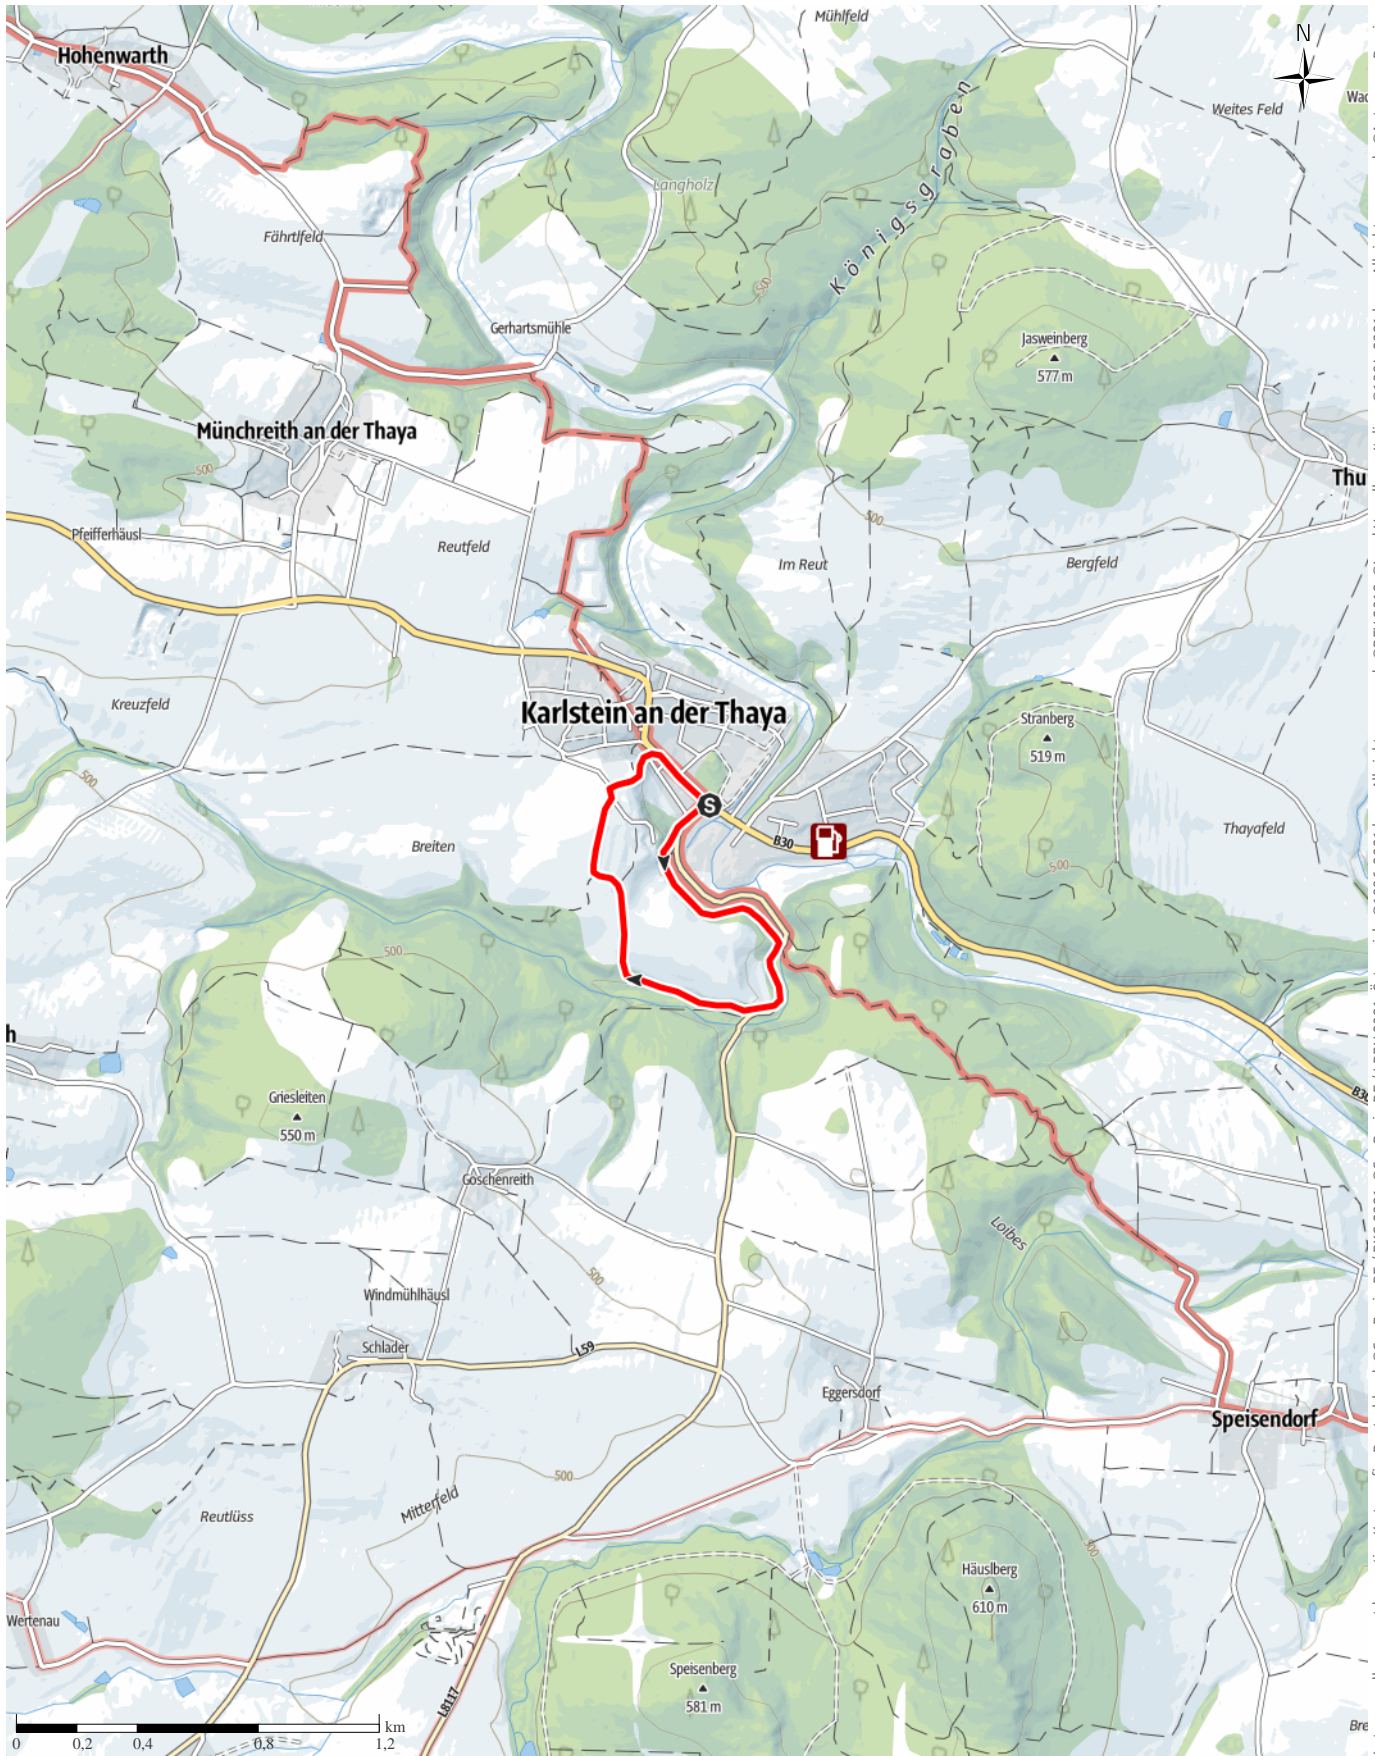 Mühlfeld
N
Hohenwarth
Weites Feld
Königsgraben
Langholz
Fährtlfeld
500
Gerhartsmühle
Jasweinberg
577 m
Münchreith an der Thaya
500
Thu
Pfeifferhäusl
500
Reutfeld
Im Reut
Bergfeld
Kreuzfeld
Karlstein an der Thaya
Stranberg
519 m
500
S
B30
Thayafeld
Breiten
500
500
h
B30
Griesleiten
550 m
Göschenreith
Loibes
500
Windmühlhäusl
Schlader
L59
Eggersdorf
Speisendorf
500
Mitterfeld
Reutlüss
500
Häuslberg
610 m
Wertenau
Speisenberg
581 m
L8117
Bre
km
0 0,2 0,4 0,8 1,2